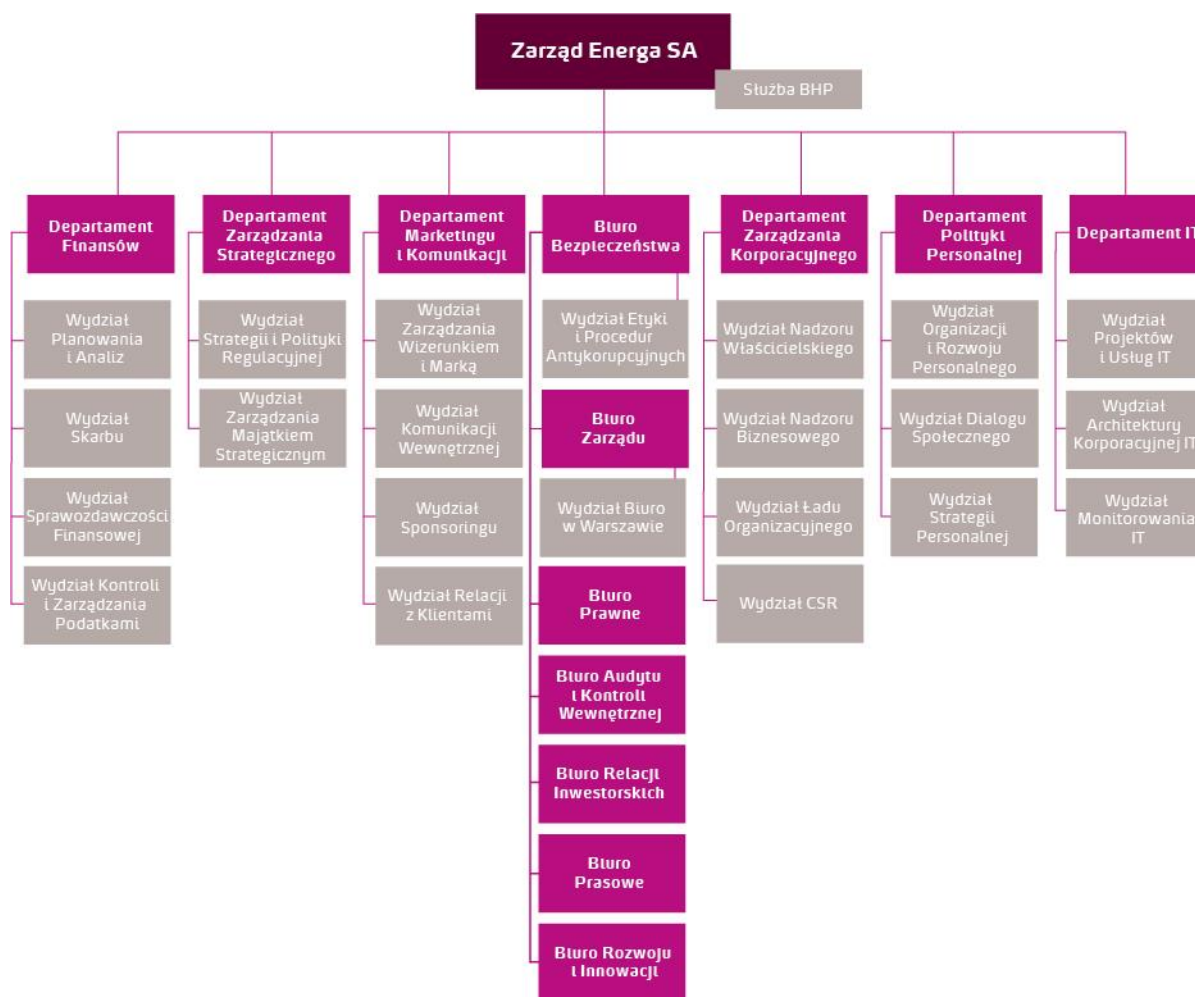 Zarząd Energa SA
Służba BHP
Departament
Finansów
Wydział
Planowania
i Analiz
Wydział
Skarbu
Wydział
Sprawozdawczości
Finansowej
Wydział Kontroli
i Zarządzania
Podatkami
Departament
Zarządzania
Strategicznego
Wydział
Strategii i Polityki
Regulacyjnej
Wydział
Zarządzania
Majątkiem
Strategicznym
Departament
Marketingu
i Komunikacji
Wydział
Zarządzania
Wizerunkiem
i Marką
Wydział
Komunikacji
Wewnętrznej
Wydział
Sponsoringu
Wydział Relacji
z Klientami
Biuro
Bezpieczeństwa
Wydział Etyki
i Procedur
Antykorupcyjnych
Biuro
Zarządu
Wydział Biuro
w Warszawie
Biuro
Prawne
Biuro Audytu
i Kontroli
Wewnętrznej
Biuro Relacji
Inwestorskich
Biuro
Prasowe
Biuro Rozwoju
i Innowacji
Departament
Zarządzania
Korporacyjnego
Wydział Nadzoru
Właścicielskiego
Wydział Nadzoru
Biznesowego
Wydział Ładu
Organizacyjnego
Wydział CSR
Departament
Polityki
Personalnej
Wydział
Organizacji
i Rozwoju
Personalnego
Wydział Dialogu
Społecznego
Wydział
Strategii
Personalnej
Departament IT
Wydział
Projektów
i Usług IT
Wydział
Architektury
Korporacyjnej IT
Wydział
Monitorowania
IT